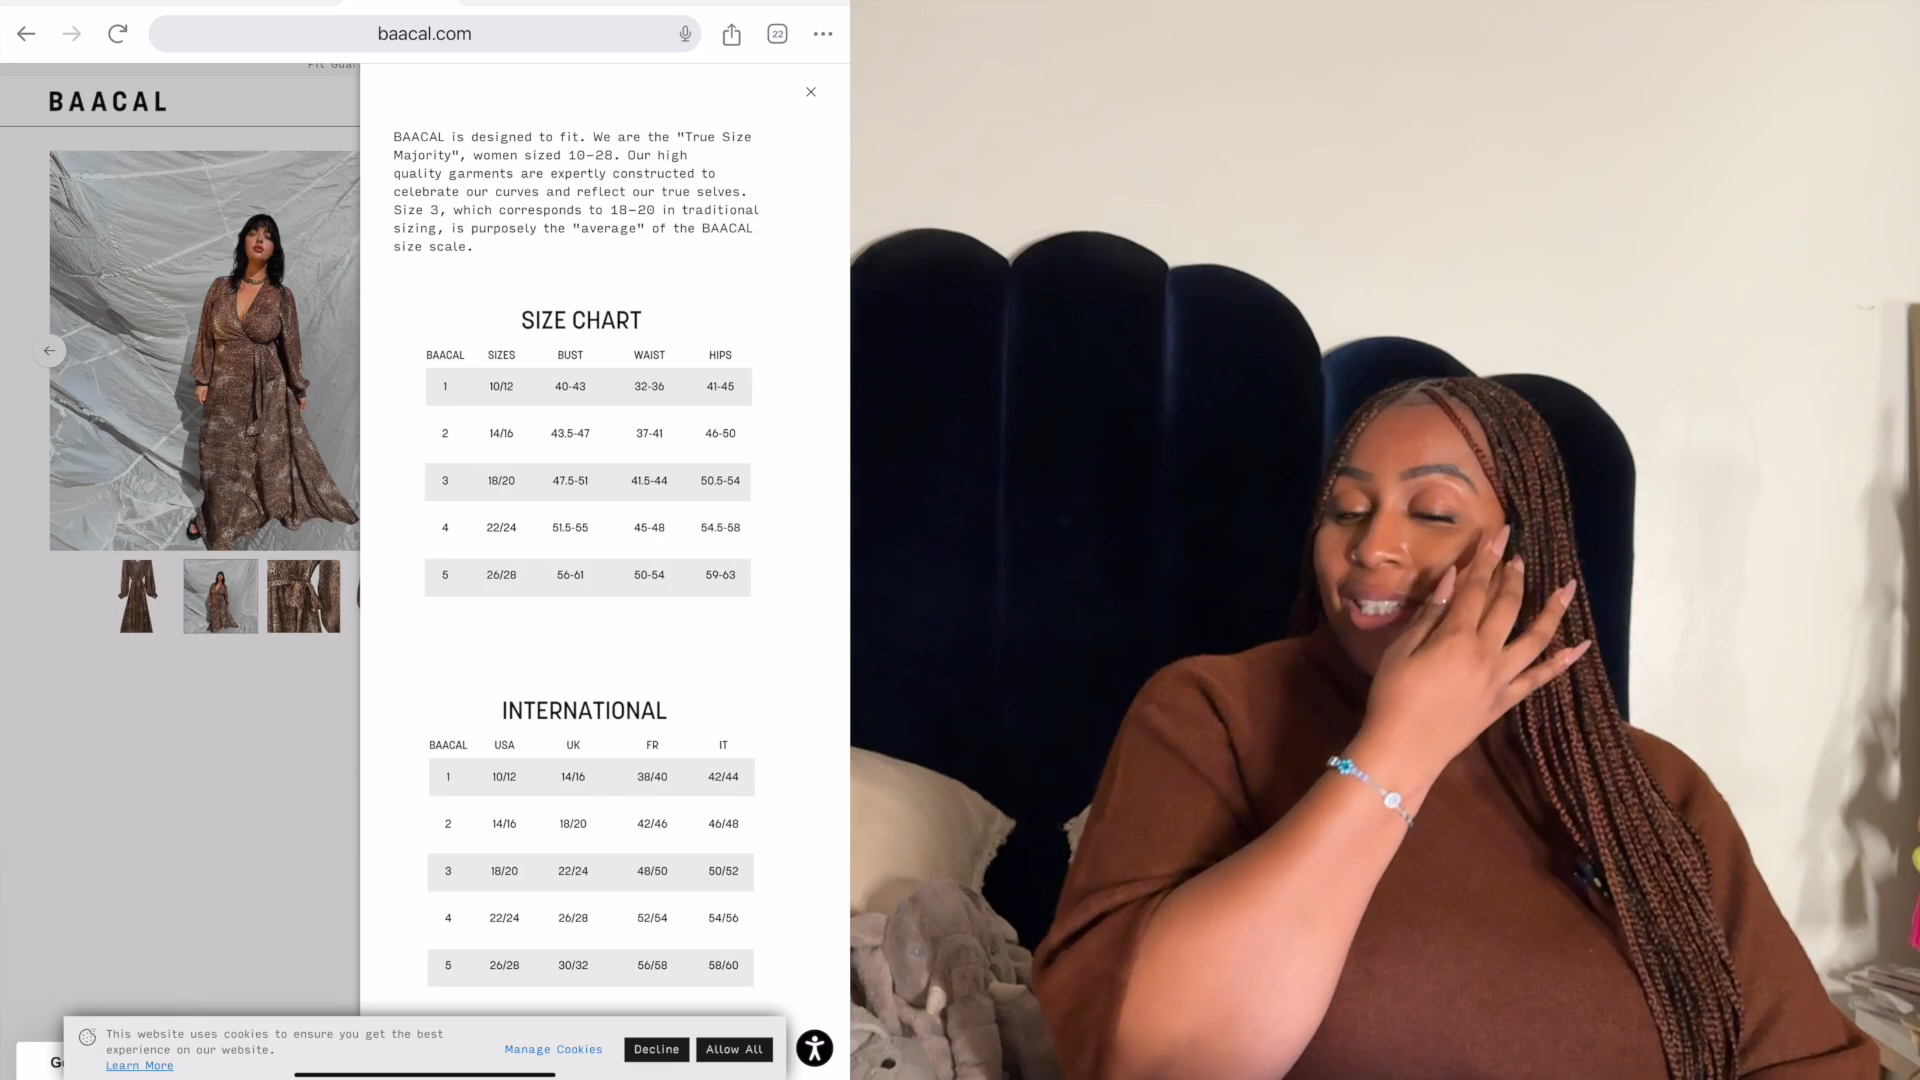 baacal.com
22
BAACAL
BAACAL is designed to fit. We are the "True Size
Majority", women sized 10-28. Our high
quality garments are expertly constructed to
celebrate our curves and reflect our true selves.
Size 3, which corresponds to 18-20 in traditional
sizing, is purposely the "average" of the BAACAL
size scale.
SIZE CHART
BAACAL SIZES BUST WAIST HIPS
1 10/12 40-43 32-36 41-45
2 14/16 43.5-47 37-41 46-50
3 18/20 47.5-51 41.5-44 50.5-54
4 22/24 51.5-55 45-48 54.5-58
5 26/28 56-61 50-54 59-63
INTERNATIONAL
BAACAL USA UK FR IT
1 10/12 14/16 38/40 42/44
2 14/16 18/20 42/46 46/48
3 18/20 22/24 48/50 50/52
4 22/24 26/28 52/54 54/56
5 26/28 30/32 56/58 58/60
This website uses cookies to ensure you get the best
experience on our website.
Learn More
Manage Cookies
Decline
Allow All